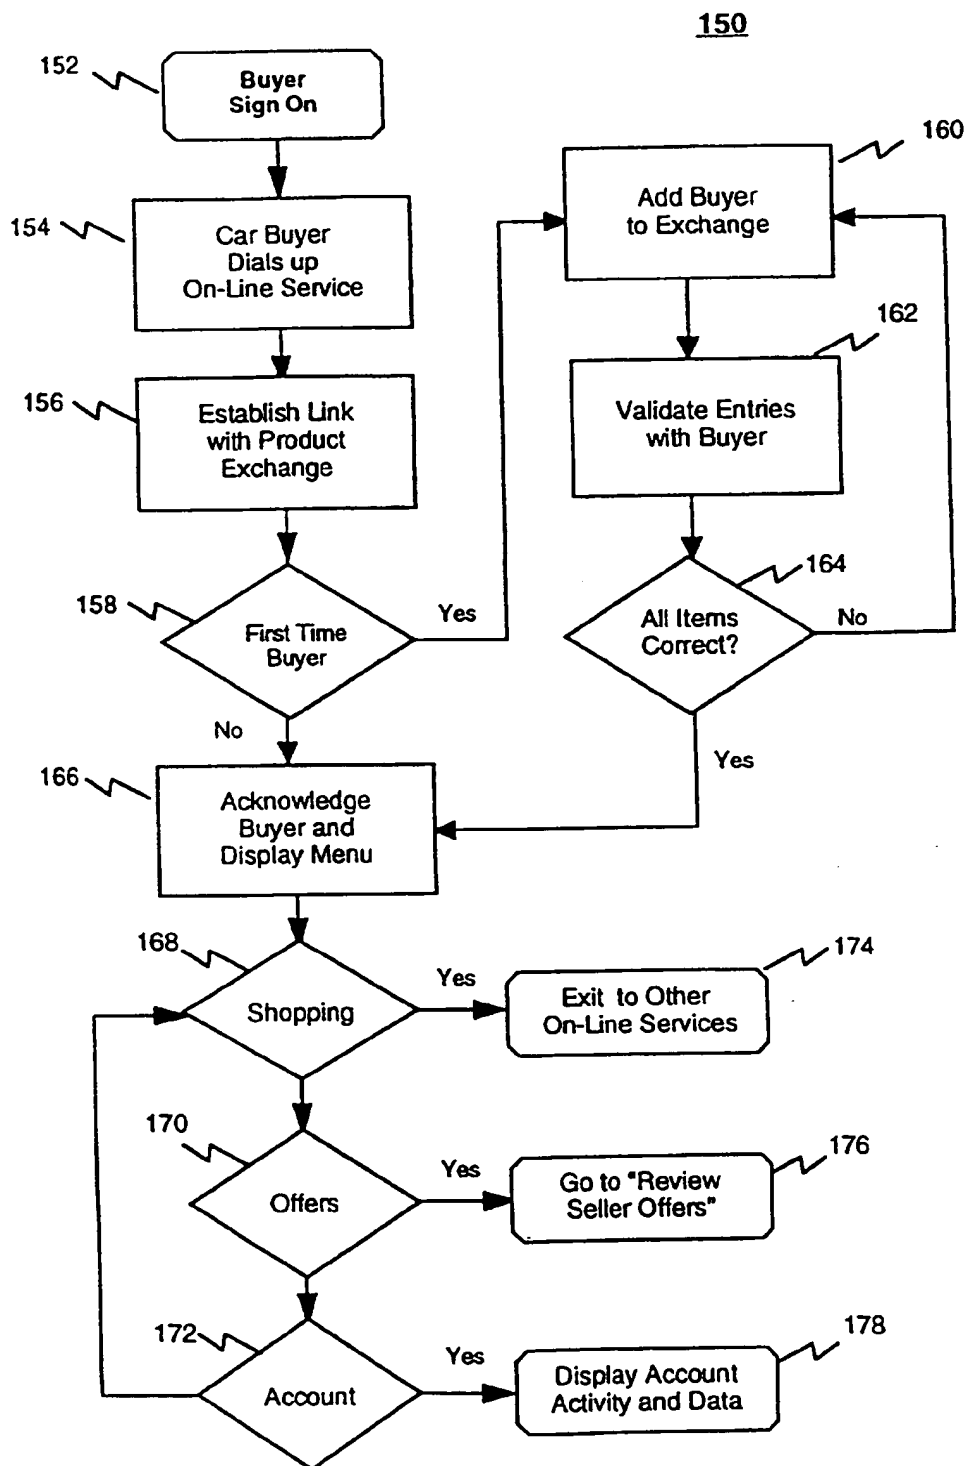 150
152
Buyer
Sign On
154
Car Buyer
Dials up
On-Line Service
156
Establish Link
with Product
Exchange
158
First Time
Buyer
Yes
No
160
Add Buyer
to Exchange
162
Validate Entries
with Buyer
164
All Items
Correct?
No
Yes
166
Acknowledge
Buyer and
Display Menu
168
Shopping
Yes
174
Exit to Other
On-Line Services
170
Offers
Yes
176
Go to "Review
Seller Offers"
172
Account
Yes
178
Display Account
Activity and Data